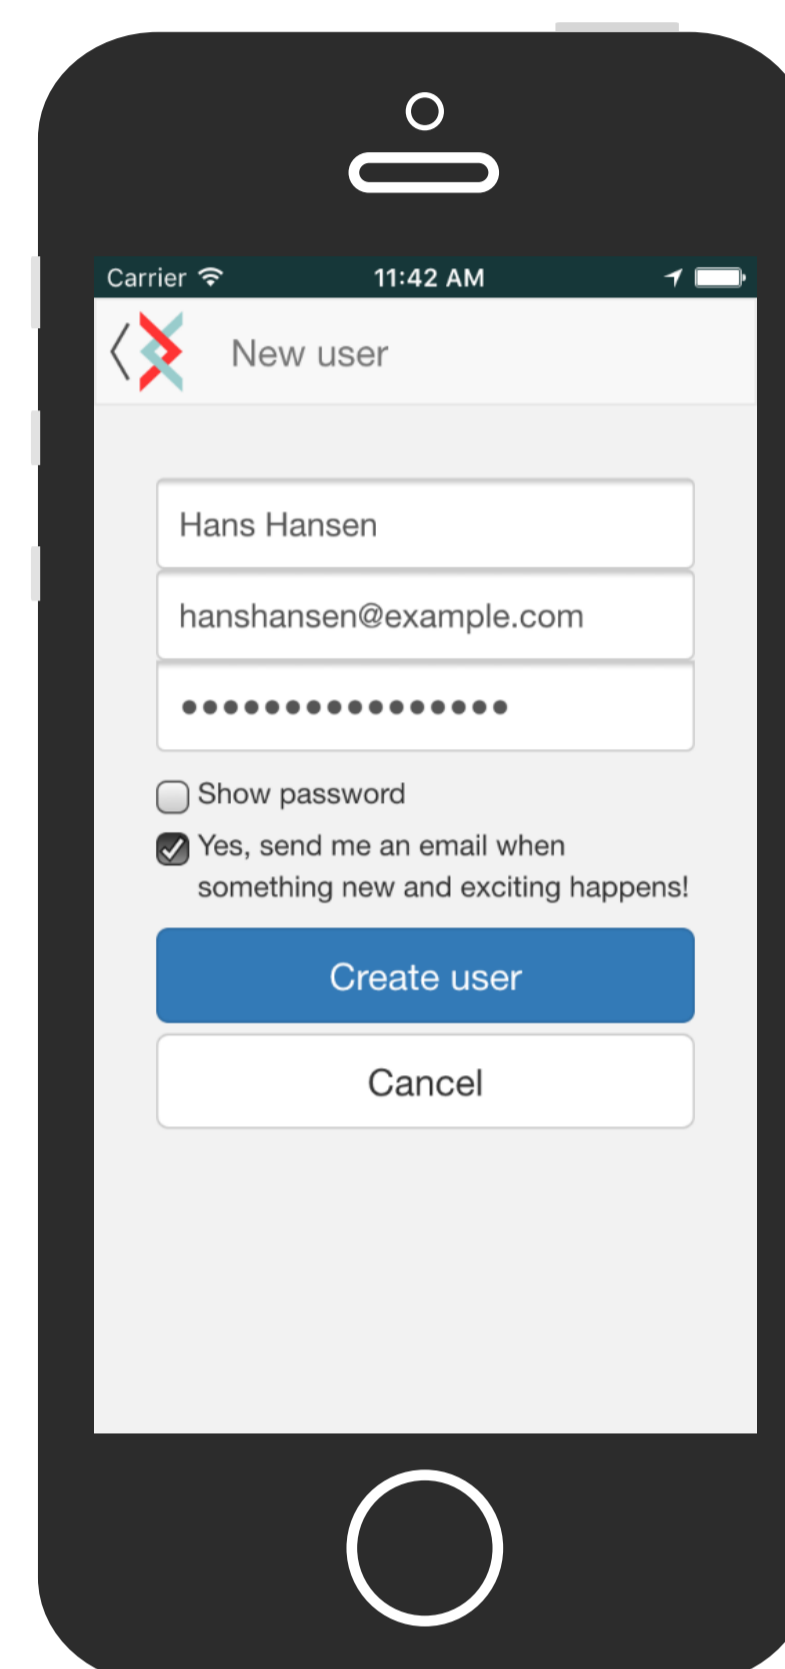 Carrier 11:42 AM
New user
Hans Hansen
hanshansen@example.com
••••••••••••••••
Show password
Yes, send me an email when
something new and exciting happens!
Create user
Cancel